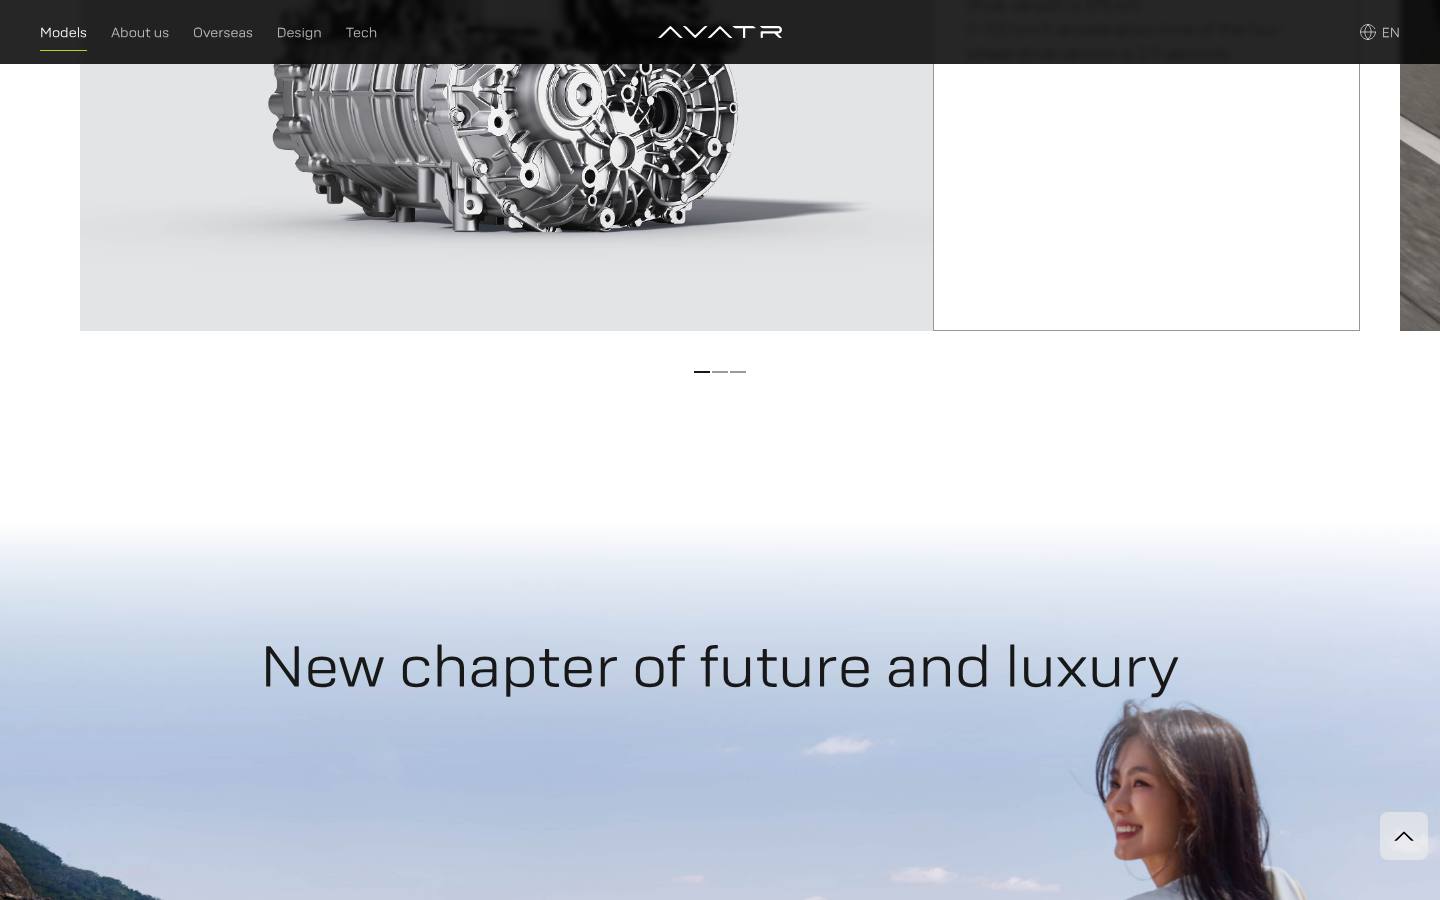 Models
About us
Overseas
Design
Tech
AVATR
EN
New chapter of future and luxury